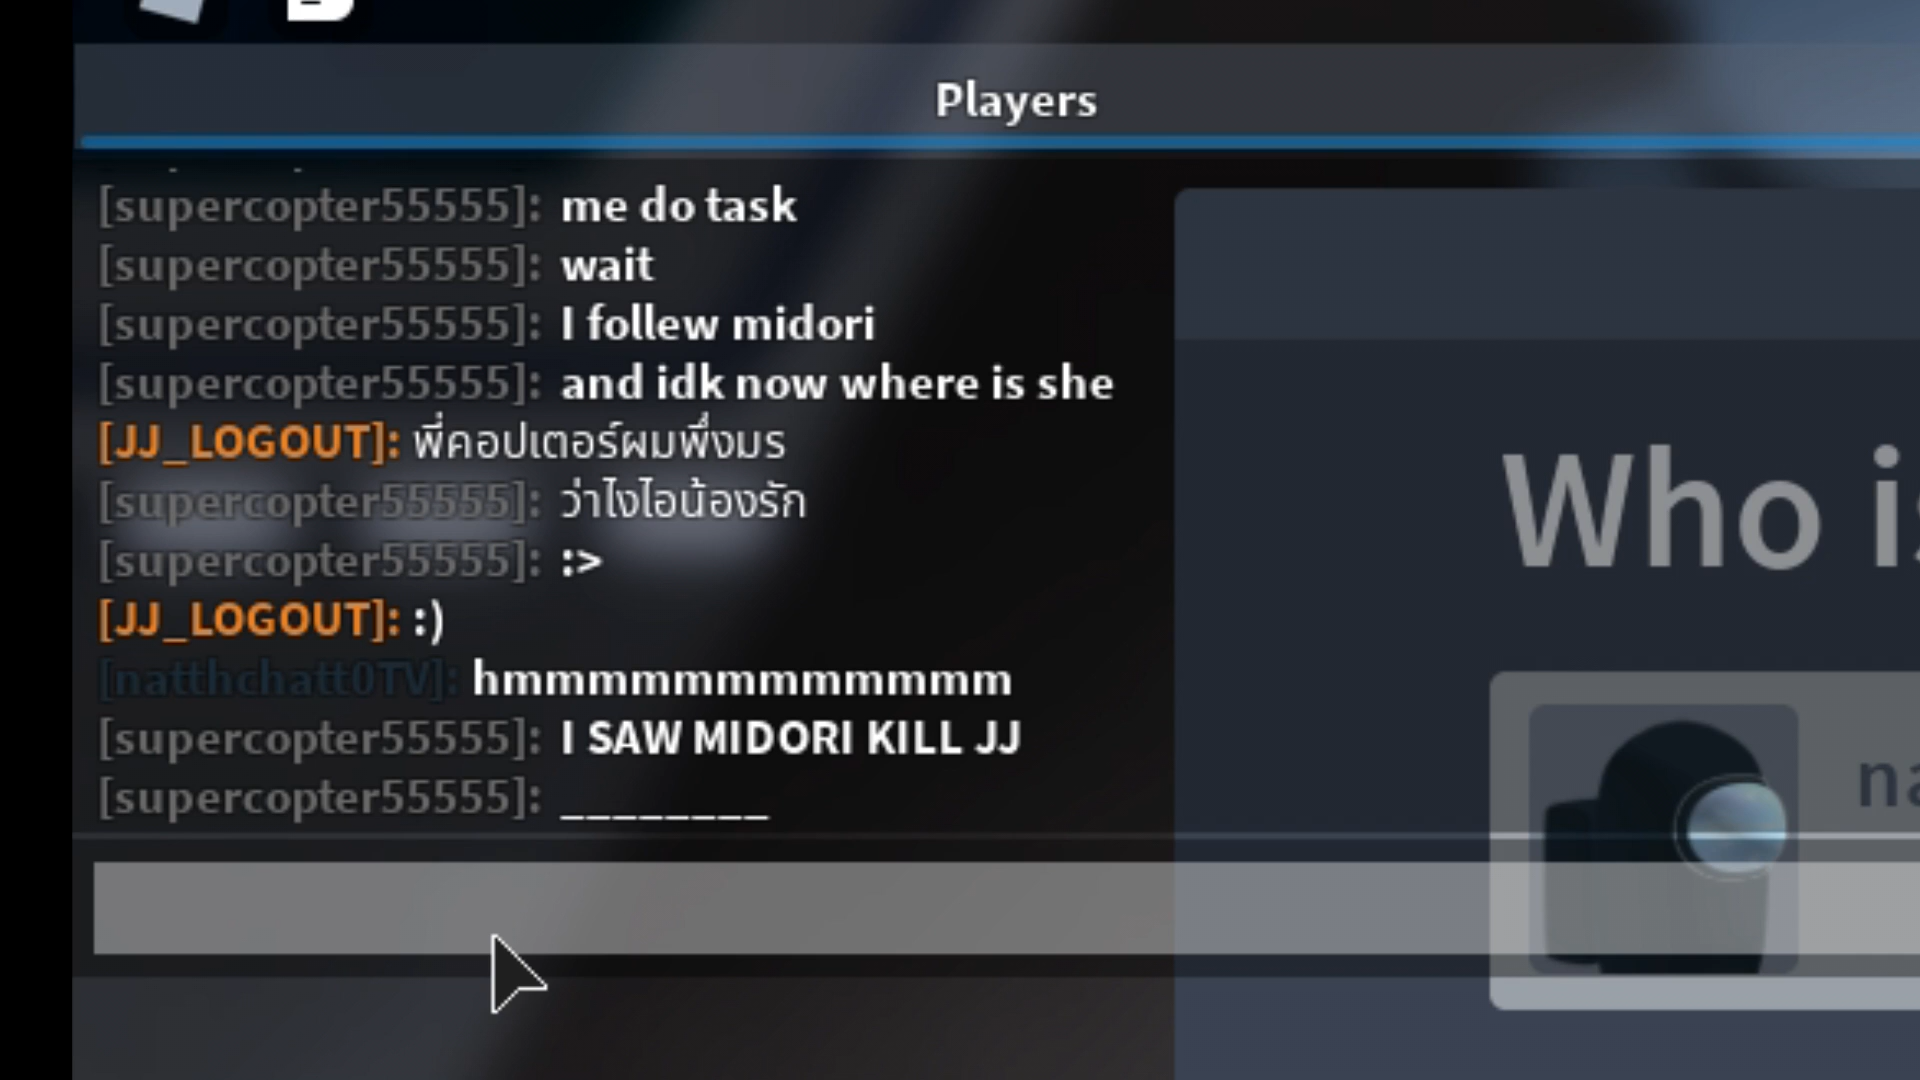 Players
[supercopter55555]: me do task
[supercopter55555]: wait
[supercopter55555]: I follew midori
[supercopter55555]: and idk now where is she
[JJ_LOGOUT]: พี่คอปเตอร์ผมพึ่งมร
[supercopter55555]: ว่าไงไอน้องรัก
[supercopter55555]: :>
[JJ_LOGOUT]: :)
[natthchatt0TV]: hmmmmmmmmmmmmm
[supercopter55555]: I SAW MIDORI KILL JJ
[supercopter55555]: ________
Who is
na